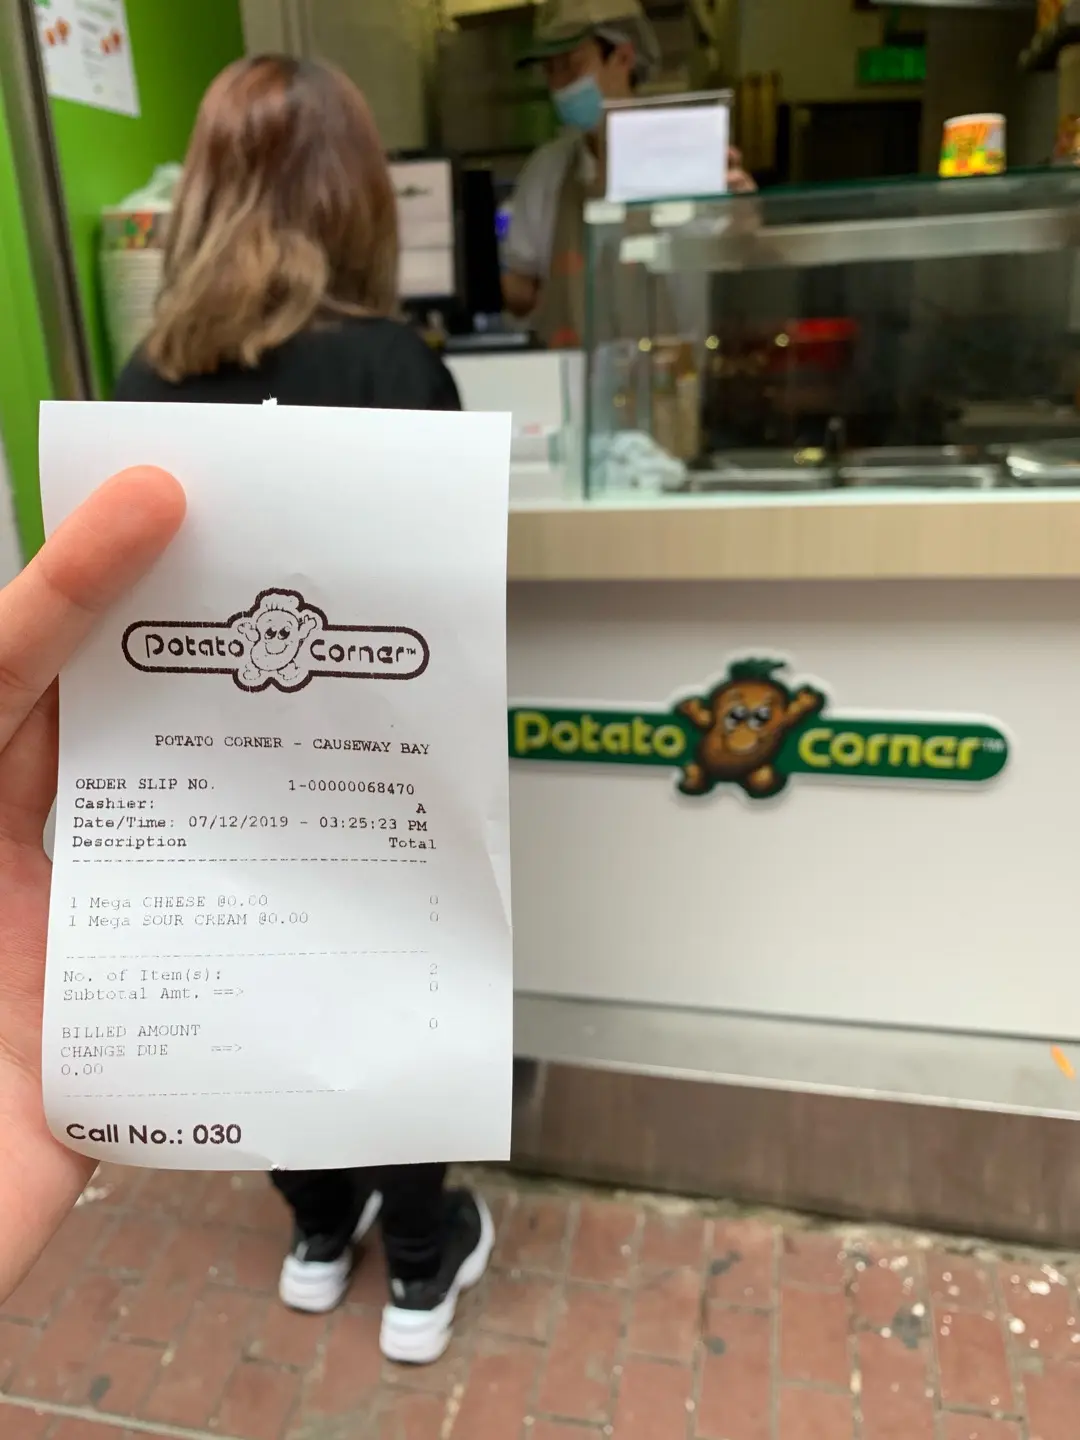 Potato Corner™
POTATO CORNER - CAUSEWAY BAY
ORDER SLIP NO. 1-00000068470
Cashier: A
Date/Time: 07/12/2019 - 03:25:23 PM
Description Total
1 Mega CHEESE @0.00 0
1 Mega SOUR CREAM @0.00 0
No. of Item(s): 2
Subtotal Amt. ==> 0
BILLED AMOUNT 0
CHANGE DUE ==>
0.00
Call No.: 030
Potato Corner™